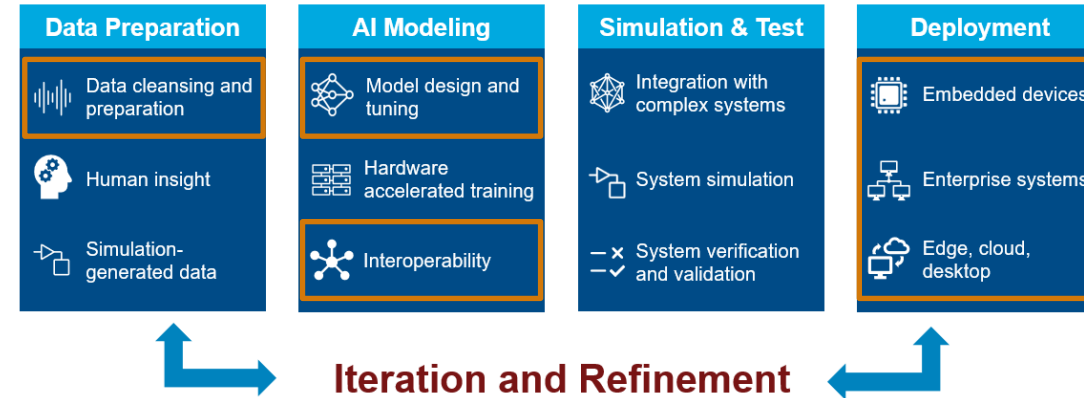 Data Preparation
Data cleansing and
preparation
Human insight
Simulation-
generated data
AI Modeling
Model design and
tuning
Hardware
accelerated training
Interoperability
Simulation & Test
Integration with
complex systems
System simulation
System verification
and validation
Deployment
Embedded devices
Enterprise systems
Edge, cloud,
desktop
Iteration and Refinement